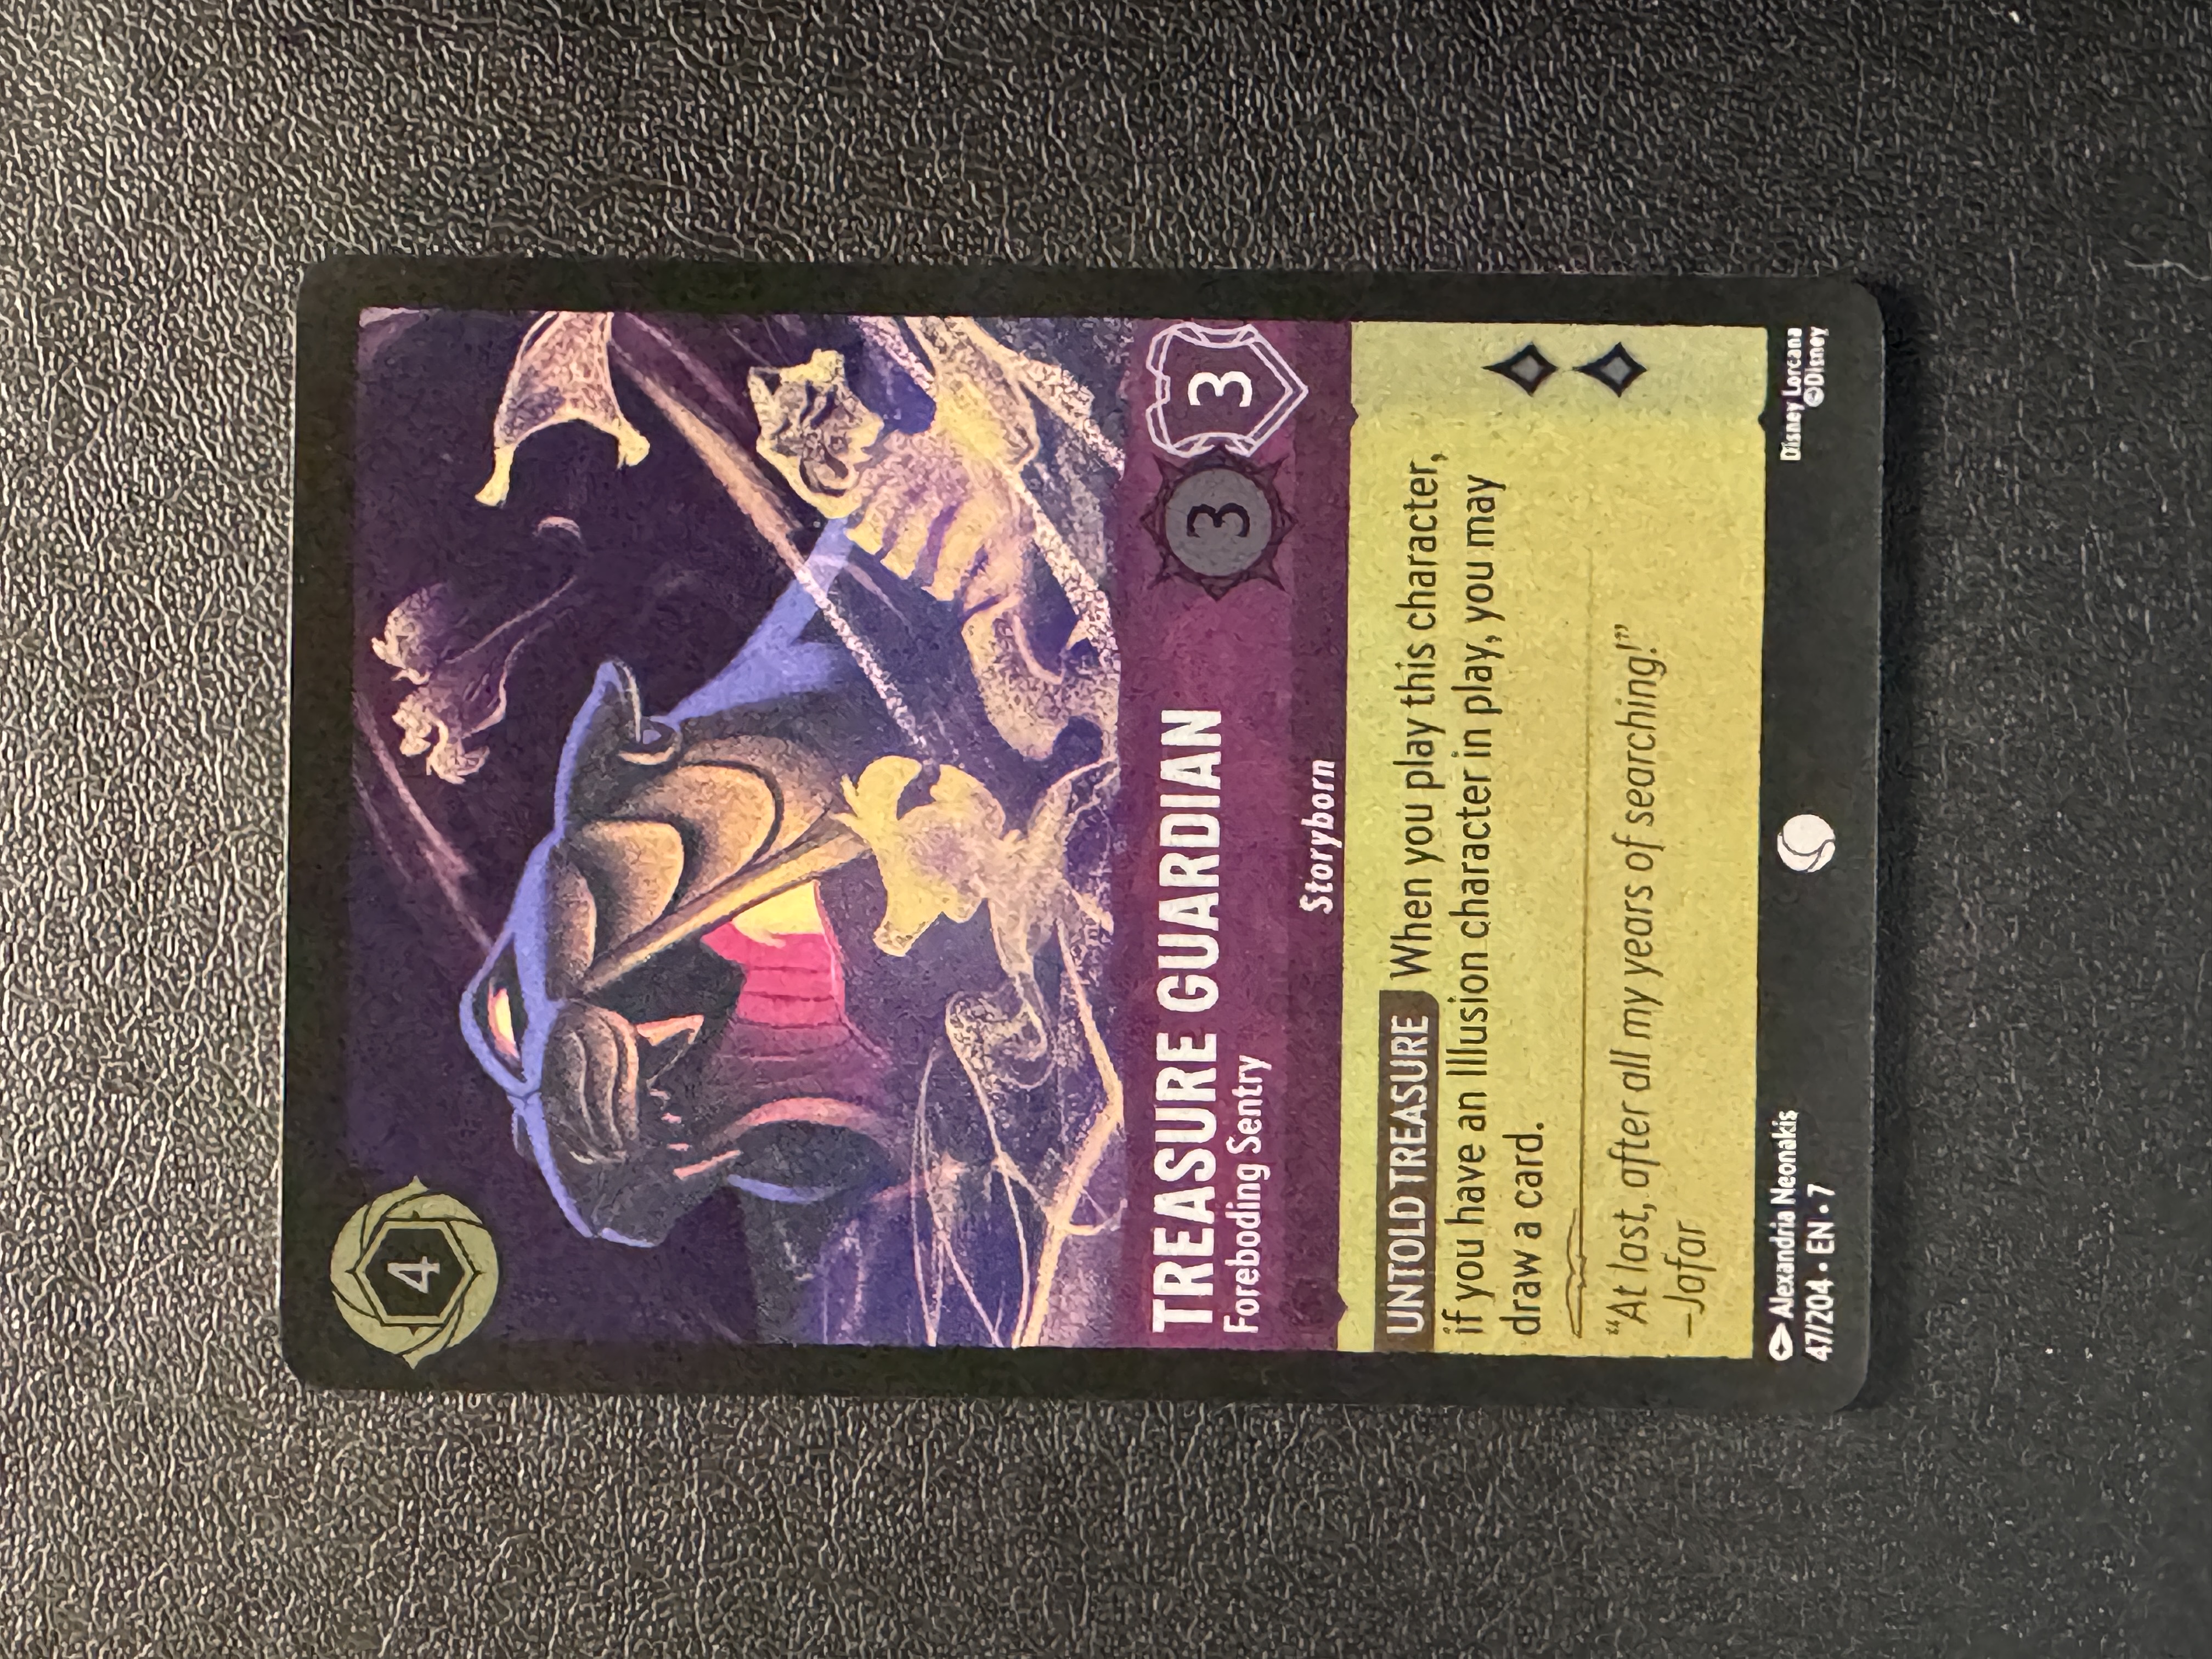 4
TREASURE GUARDIAN
Foreboding Sentry
3 3
Storyborn
UNTOLD TREASURE When you play this character,
if you have an Illusion character in play, you may
draw a card.
“At last, after all my years of searching!”
—Jafar
Alexandria Neonakis
47/204 • EN • 7
Disney Lorcana
©Disney